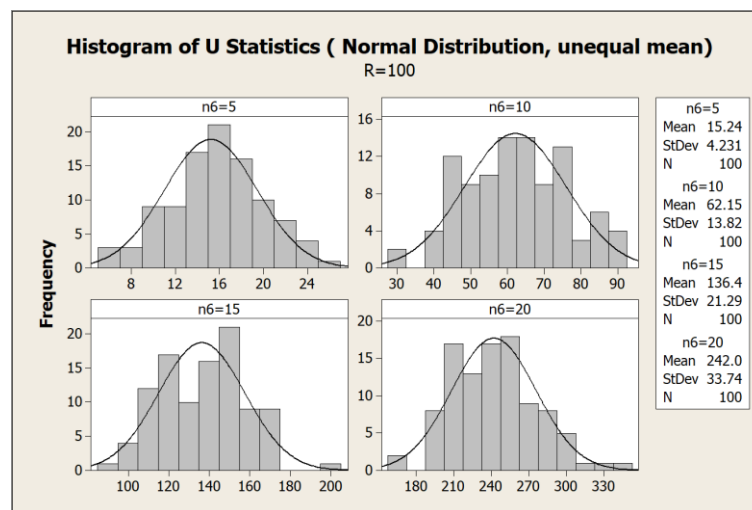 Histogram of U Statistics ( Normal Distribution, unequal mean)
R=100
n6=5
n6=10
20
15
10
5
0
8 12 16 20 24
16
12
8
4
0
30 40 50 60 70 80 90
n6=15
n6=20
20
15
10
5
0
100 120 140 160 180 200
20
15
10
5
0
180 210 240 270 300 330
Frequency
n6=5
Mean 15.24
StDev 4.231
N 100
n6=10
Mean 62.15
StDev 13.82
N 100
n6=15
Mean 136.4
StDev 21.29
N 100
n6=20
Mean 242.0
StDev 33.74
N 100